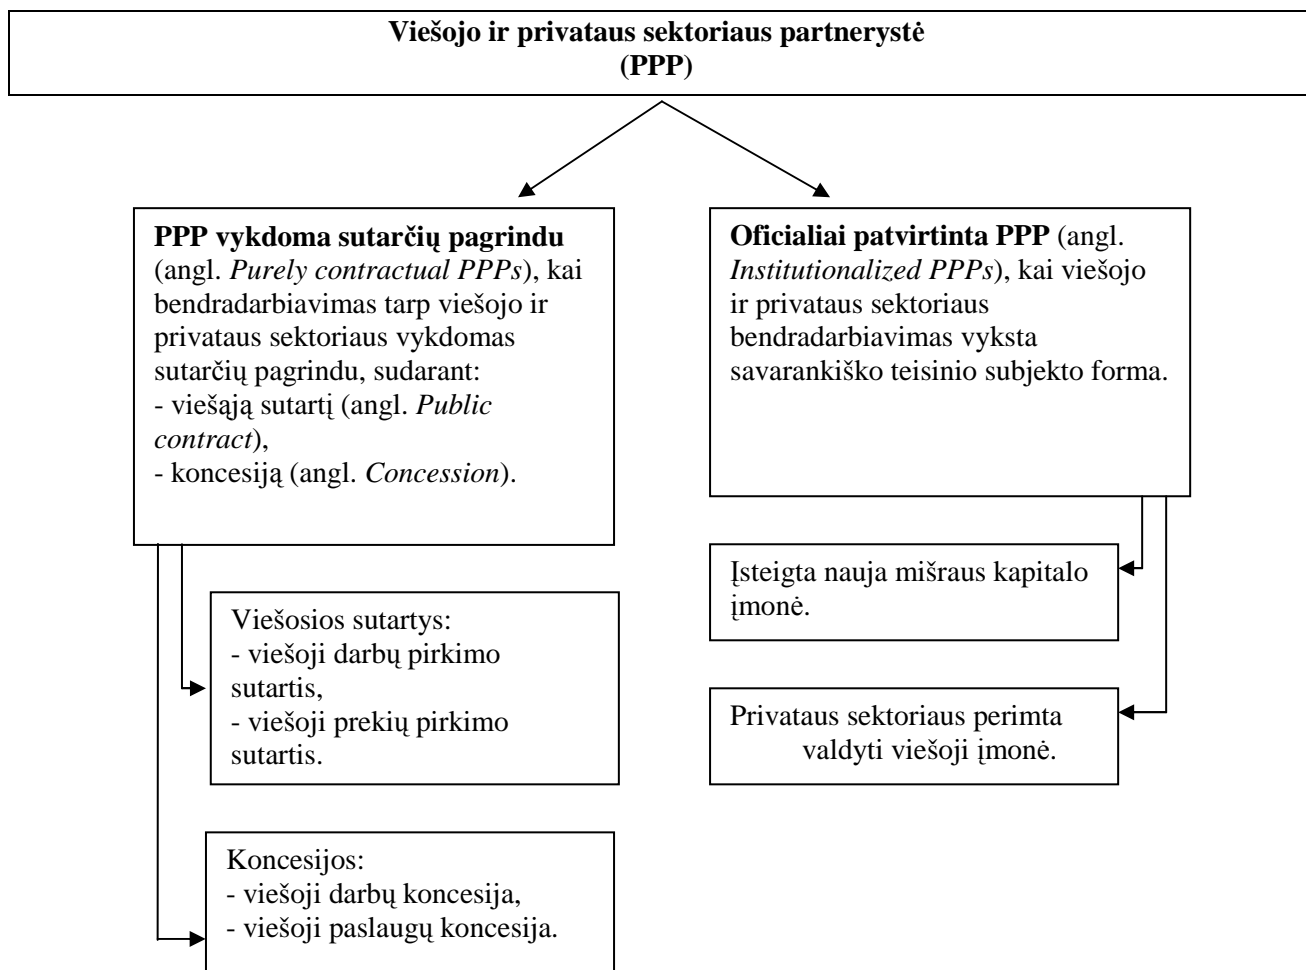 Viešojo ir privataus sektoriaus partnerystė
(PPP)
PPP vykdoma sutarčių pagrindu
(angl. Purely contractual PPPs), kai
bendradarbiavimas tarp viešojo ir
privataus sektoriaus vykdomas
sutarčių pagrindu, sudarant:
- viešąją sutartį (angl. Public
contract),
- koncesiją (angl. Concession).
Oficialiai patvirtinta PPP (angl.
Institutionalized PPPs), kai viešojo
ir privataus sektoriaus
bendradarbiavimas vyksta
savarankiško teisinio subjekto forma.
Viešosios sutartys:
- viešoji darbų pirkimo
sutartis,
- viešoji prekių pirkimo
sutartis.
Koncesijos:
- viešoji darbų koncesija,
- viešoji paslaugų koncesija.
Įsteigta nauja mišraus kapitalo
įmonė.
Privataus sektoriaus perimta
valdyti viešoji įmonė.